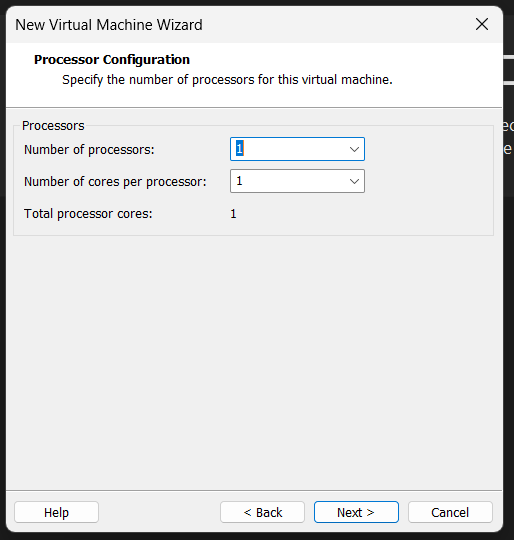 New Virtual Machine Wizard
Processor Configuration
Specify the number of processors for this virtual machine.
Processors
Number of processors: 1
Number of cores per processor: 1
Total processor cores: 1
Help < Back Next > Cancel